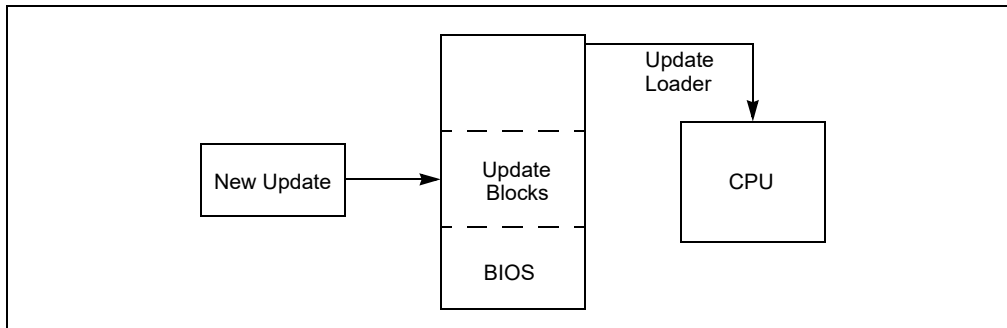 Update
Loader
New Update
Update
Blocks
CPU
BIOS